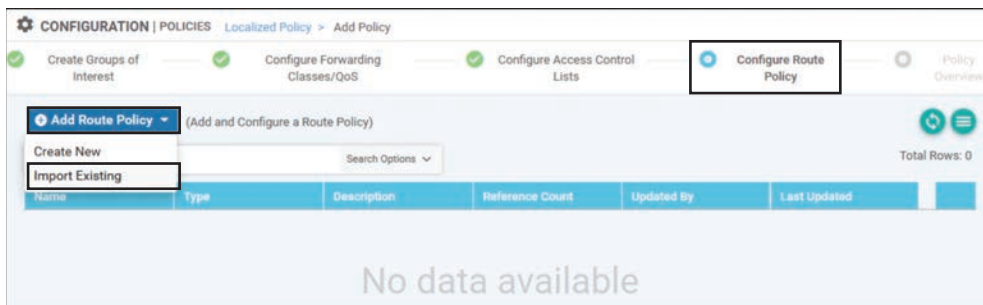 CONFIGURATION | POLICIES Localized Policy > Add Policy
Create Groups of Interest
Configure Forwarding Classes/QoS
Configure Access Control Lists
Configure Route Policy
Policy Overview
Add Route Policy (Add and Configure a Route Policy)
Create New
Search Options
Total Rows: 0
Import Existing
Name Type Description Reference Count Updated By Last Updated
No data available